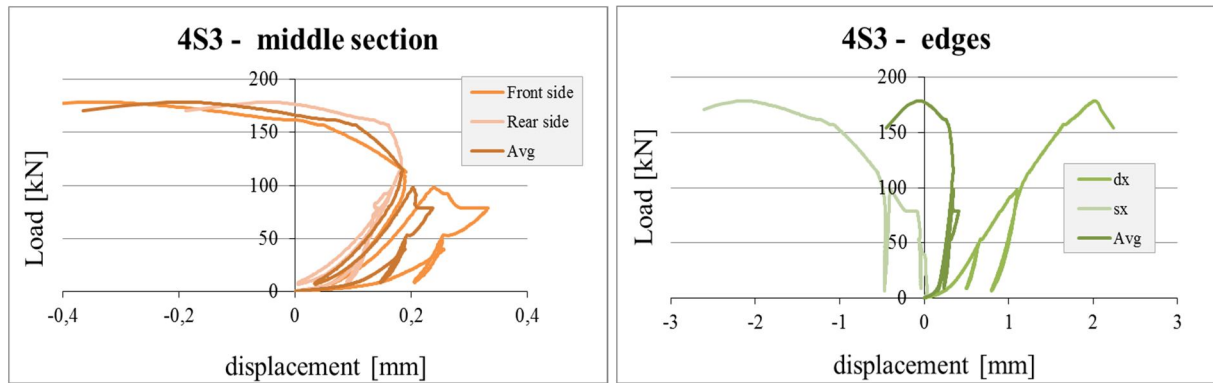 4S3 - middle section
200
150
100
50
0
-0,4
-0,2
0
0,2
0,4
Load [kN]
displacement [mm]
Front side
Rear side
Avg
4S3 - edges
200
150
100
50
0
-3
-2
-1
0
1
2
3
Load [kN]
displacement [mm]
dx
sx
Avg